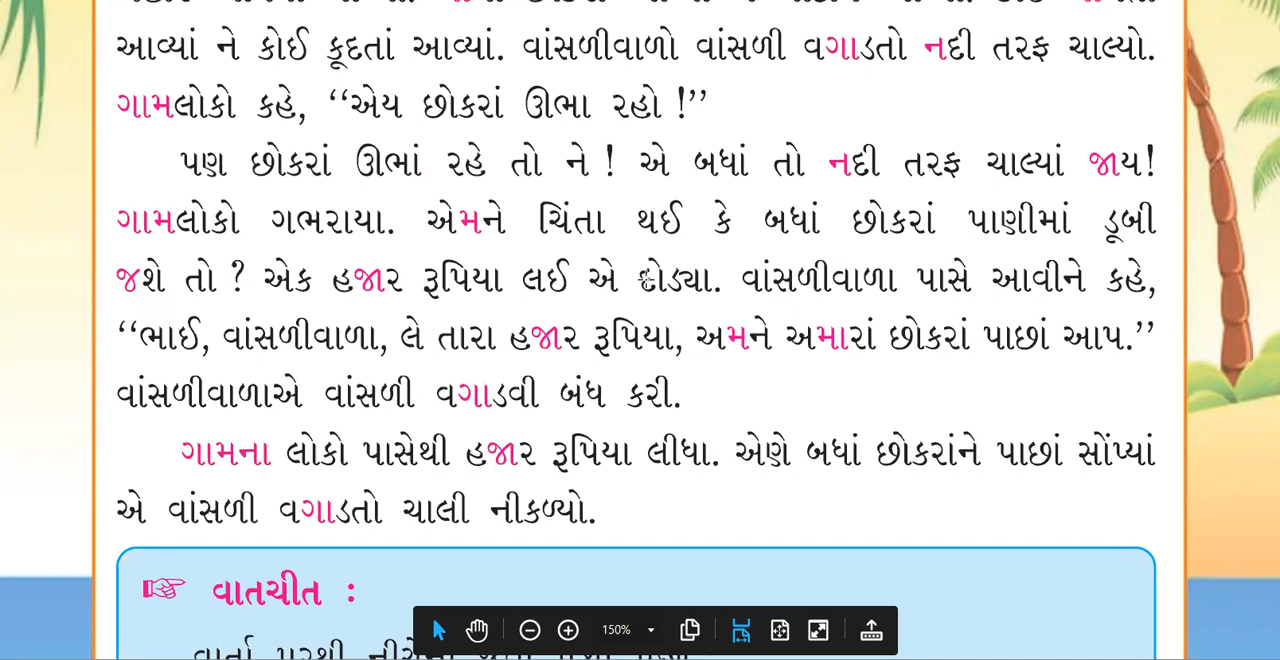 આવ્યાં ને કોઈ કૂદતાં આવ્યાં. વાંસળીવાળો વાંસળી વગાડતો નદી તરફ ચાલ્યો.
ગામલોકો કહે, ‘‘એય છોકરાં ઊભા રહો !’’
પણ છોકરાં ઊભાં રહે તો ને ! એ બધાં તો નદી તરફ ચાલ્યાં જાય!
ગામલોકો ગભરાયા. એમને ચિંતા થઈ કે બધાં છોકરાં પાણીમાં ડૂબી
જશે તો ? એક હજાર રૂપિયા લઈ એ દોડ્યા. વાંસળીવાળા પાસે આવીને કહે,
‘‘ભાઈ, વાંસળીવાળા, લે તારા હજાર રૂપિયા, અમને અમારાં છોકરાં પાછાં આપ.’’
વાંસળીવાળાએ વાંસળી વગાડવી બંધ કરી.
ગામના લોકો પાસેથી હજાર રૂપિયા લીધા. એણે બધાં છોકરાંને પાછાં સોંપ્યાં
એ વાંસળી વગાડતો ચાલી નીકળ્યો.
વાતચીત :
150%